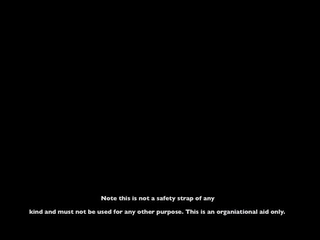 Note this is not a safety strap of any
kind and must not be used for any other purpose. This is an organiational aid only.